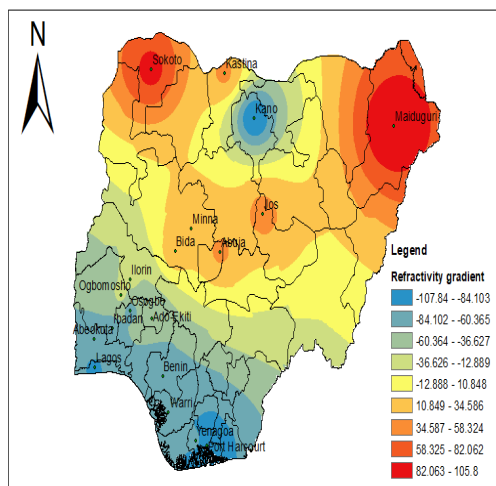 N
Sokoto
Kastina
Kano
Maiduguri
Jos
Minna
Bida
Abuja
Ilorin
Ogbomosho
Osogbo
Ibadan
Ado-Ekiti
Abeokuta
Lagos
Benin
Warri
Yenagoa
Port Harcourt
Legend
Refractivity gradient
-107.84 - -84.103
-84.102 - -60.365
-60.364 - -36.627
-36.626 - -12.889
-12.888 - 10.848
10.849 - 34.586
34.587 - 58.324
58.325 - 82.062
82.063 - 105.8